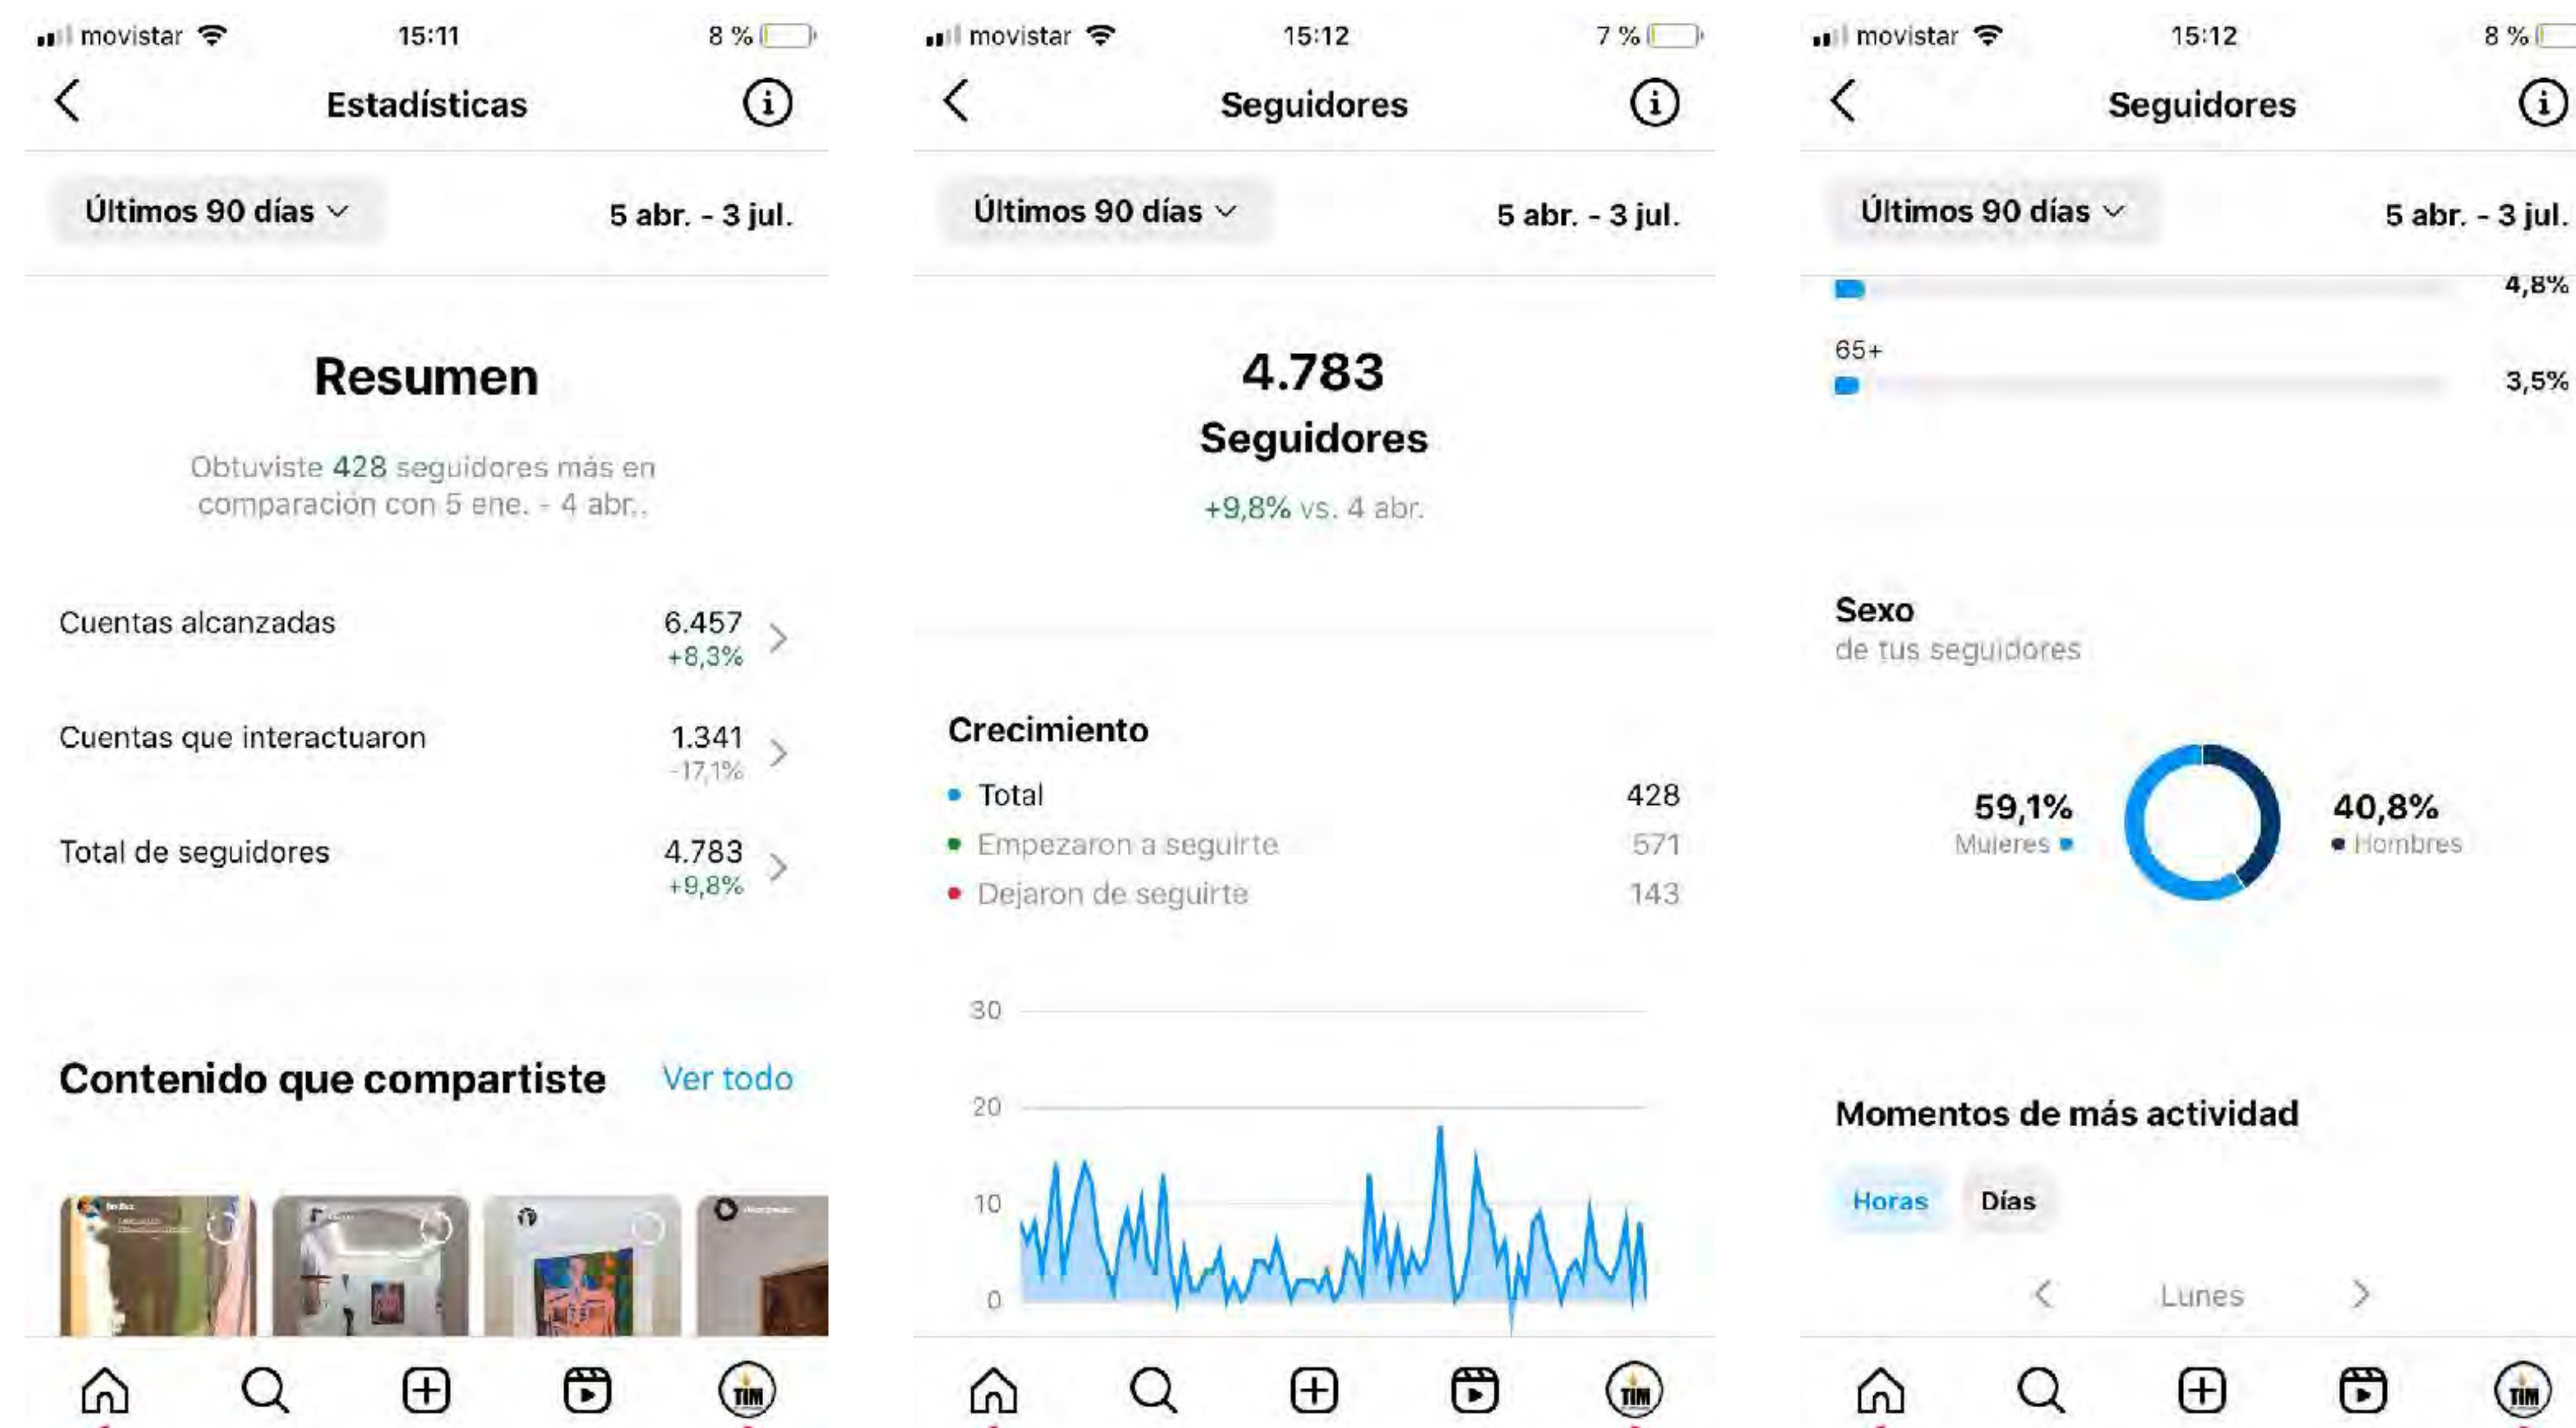 movistar 15:11 8 %
Estadísticas
Últimos 90 días 5 abr. - 3 jul.
Resumen
Obtuviste 428 seguidores más en
comparación con 5 ene. - 4 abr..
Cuentas alcanzadas 6.457
+8,3%
Cuentas que interactuaron 1.341
-17,1%
Total de seguidores 4.783
+9,8%
Contenido que compartiste Ver todo
TIM
movistar 15:12 7 %
Seguidores
Últimos 90 días 5 abr. - 3 jul.
4.783
Seguidores
+9,8% vs. 4 abr.
Crecimiento
Total 428
Empezaron a seguirte 571
Dejaron de seguirte 143
30
20
10
0
TIM
movistar 15:12 8 %
Seguidores
Últimos 90 días 5 abr. - 3 jul.
4,8%
65+
3,5%
Sexo
de tus seguidores
59,1% 40,8%
Mujeres Hombres
Momentos de más actividad
Horas Días
Lunes
TIM